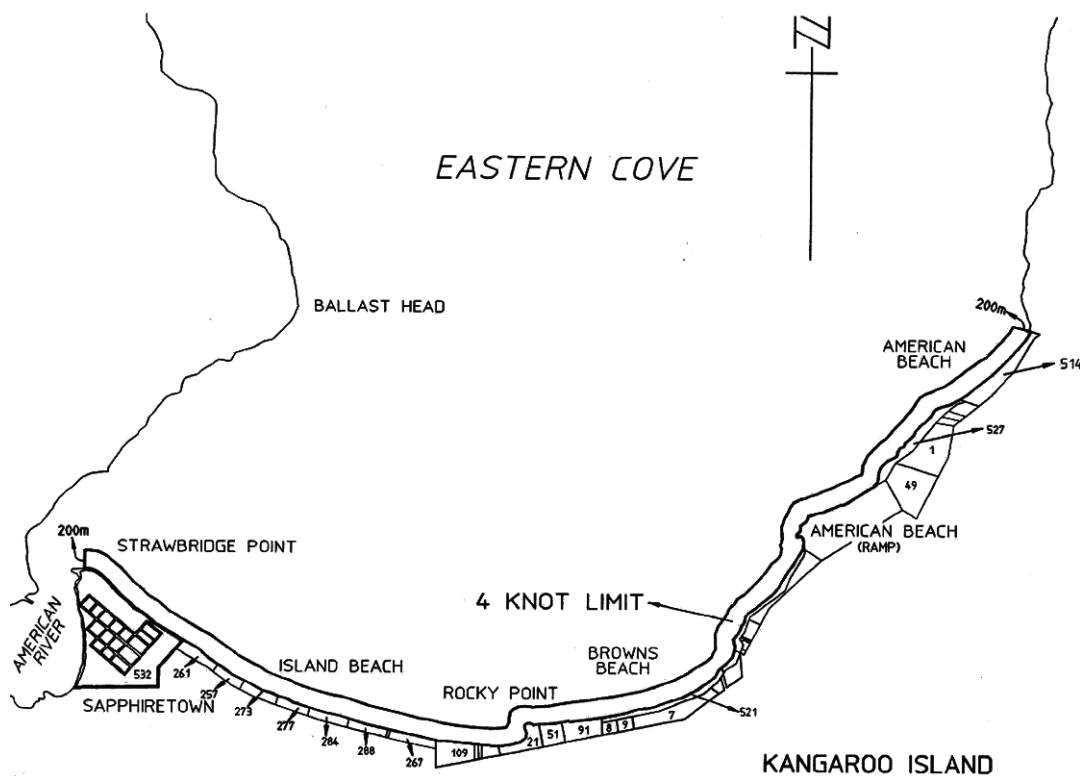 N
EASTERN COVE
BALLAST HEAD
200m
AMERICAN
BEACH
514
527
1
49
AMERICAN BEACH
(RAMP)
200m
STRAWBRIDGE POINT
4 KNOT LIMIT
AMERICAN
RIVER
ISLAND BEACH
BROWNS
BEACH
ROCKY POINT
532
261
SAPPHIRETOWN
257
273
277
284
288
267
109
21
51
91
8
9
7
521
KANGAROO ISLAND